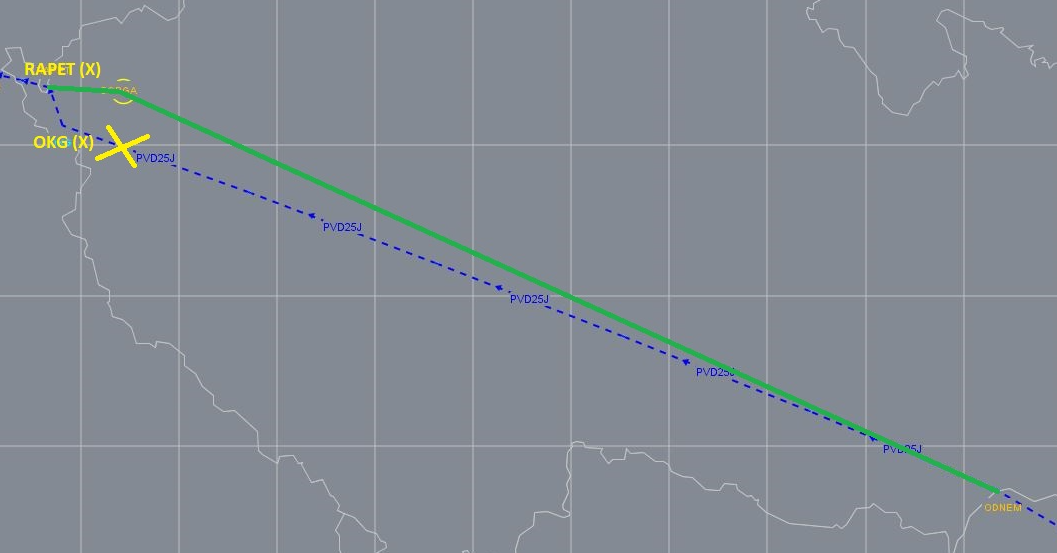 RAPET (X)
OKG (X)
PVD25J
PVD25J
PVD25J
PVD25J
PVD25J
ODNEM